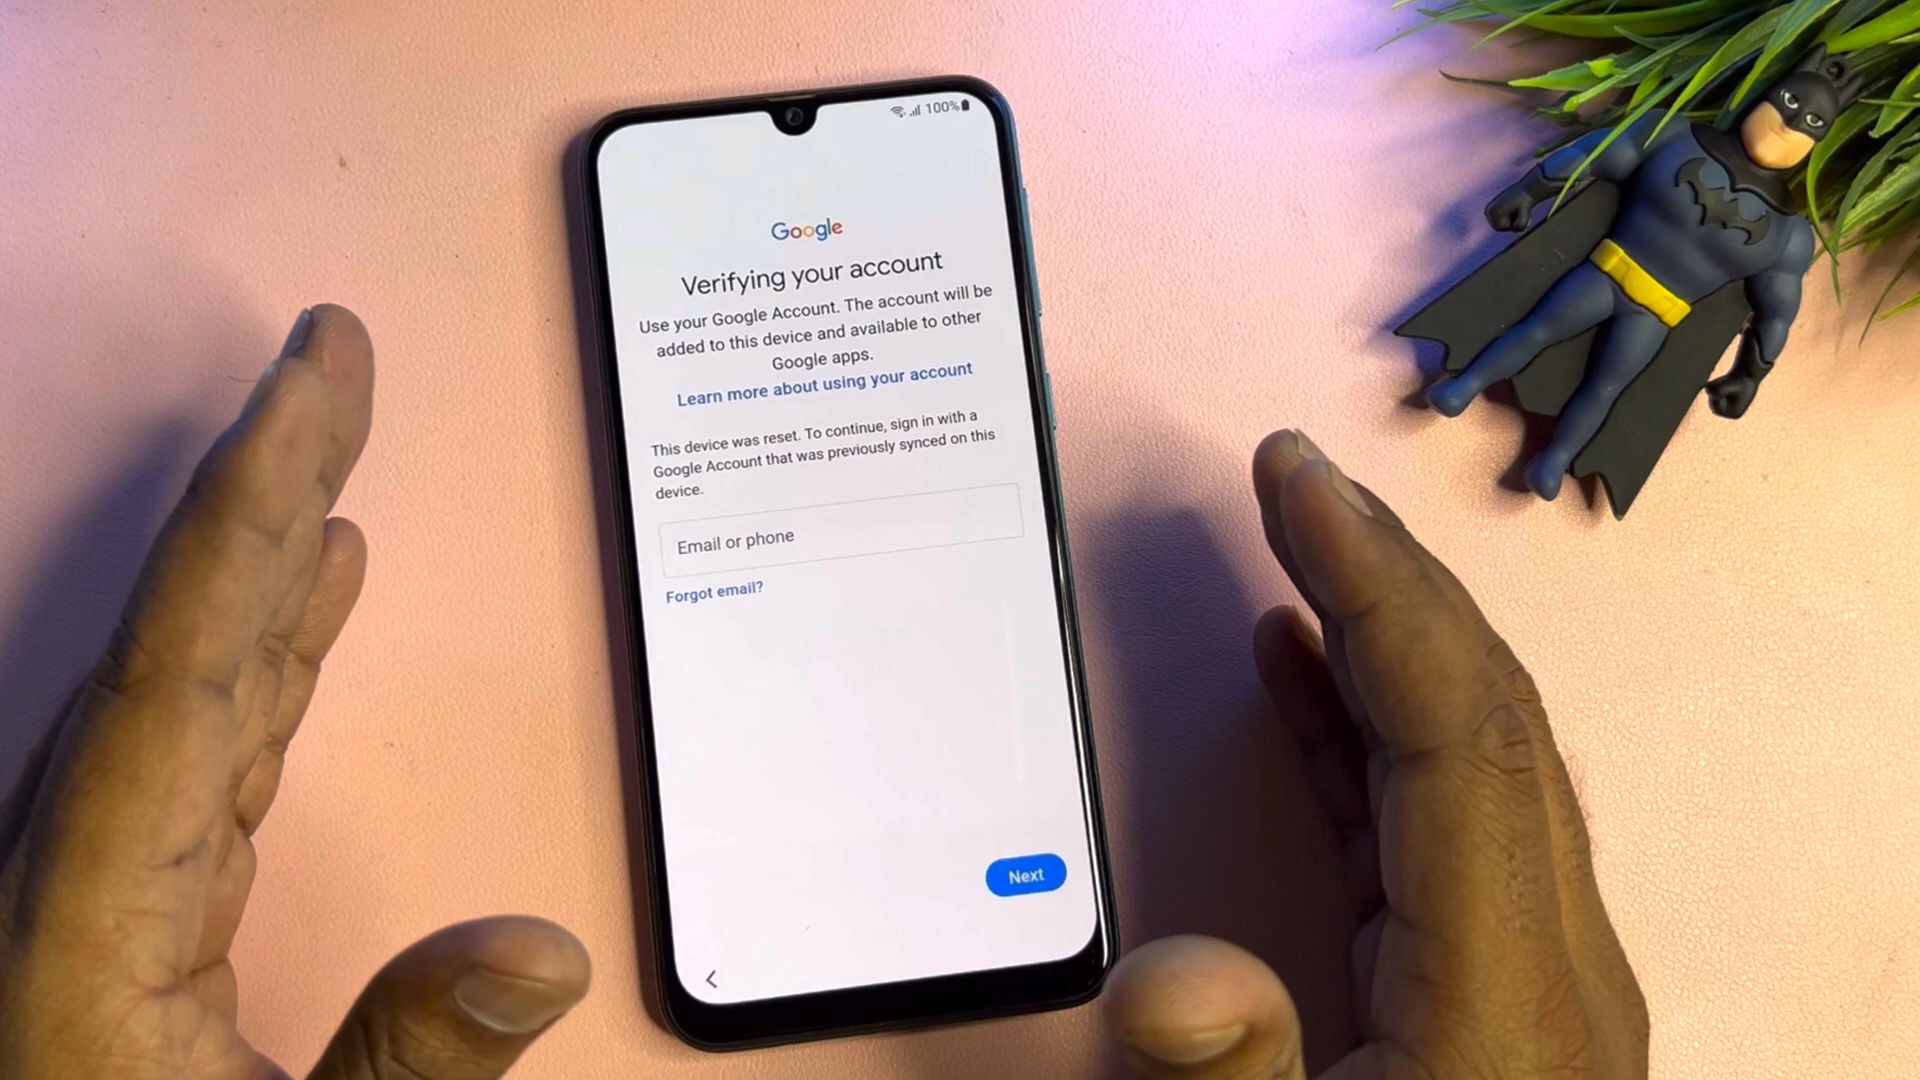 100%
Google
Verifying your account
Use your Google Account. The account will be
added to this device and available to other
Google apps.
Learn more about using your account
This device was reset. To continue, sign in with a
Google Account that was previously synced on this
device.
Email or phone
Forgot email?
Next